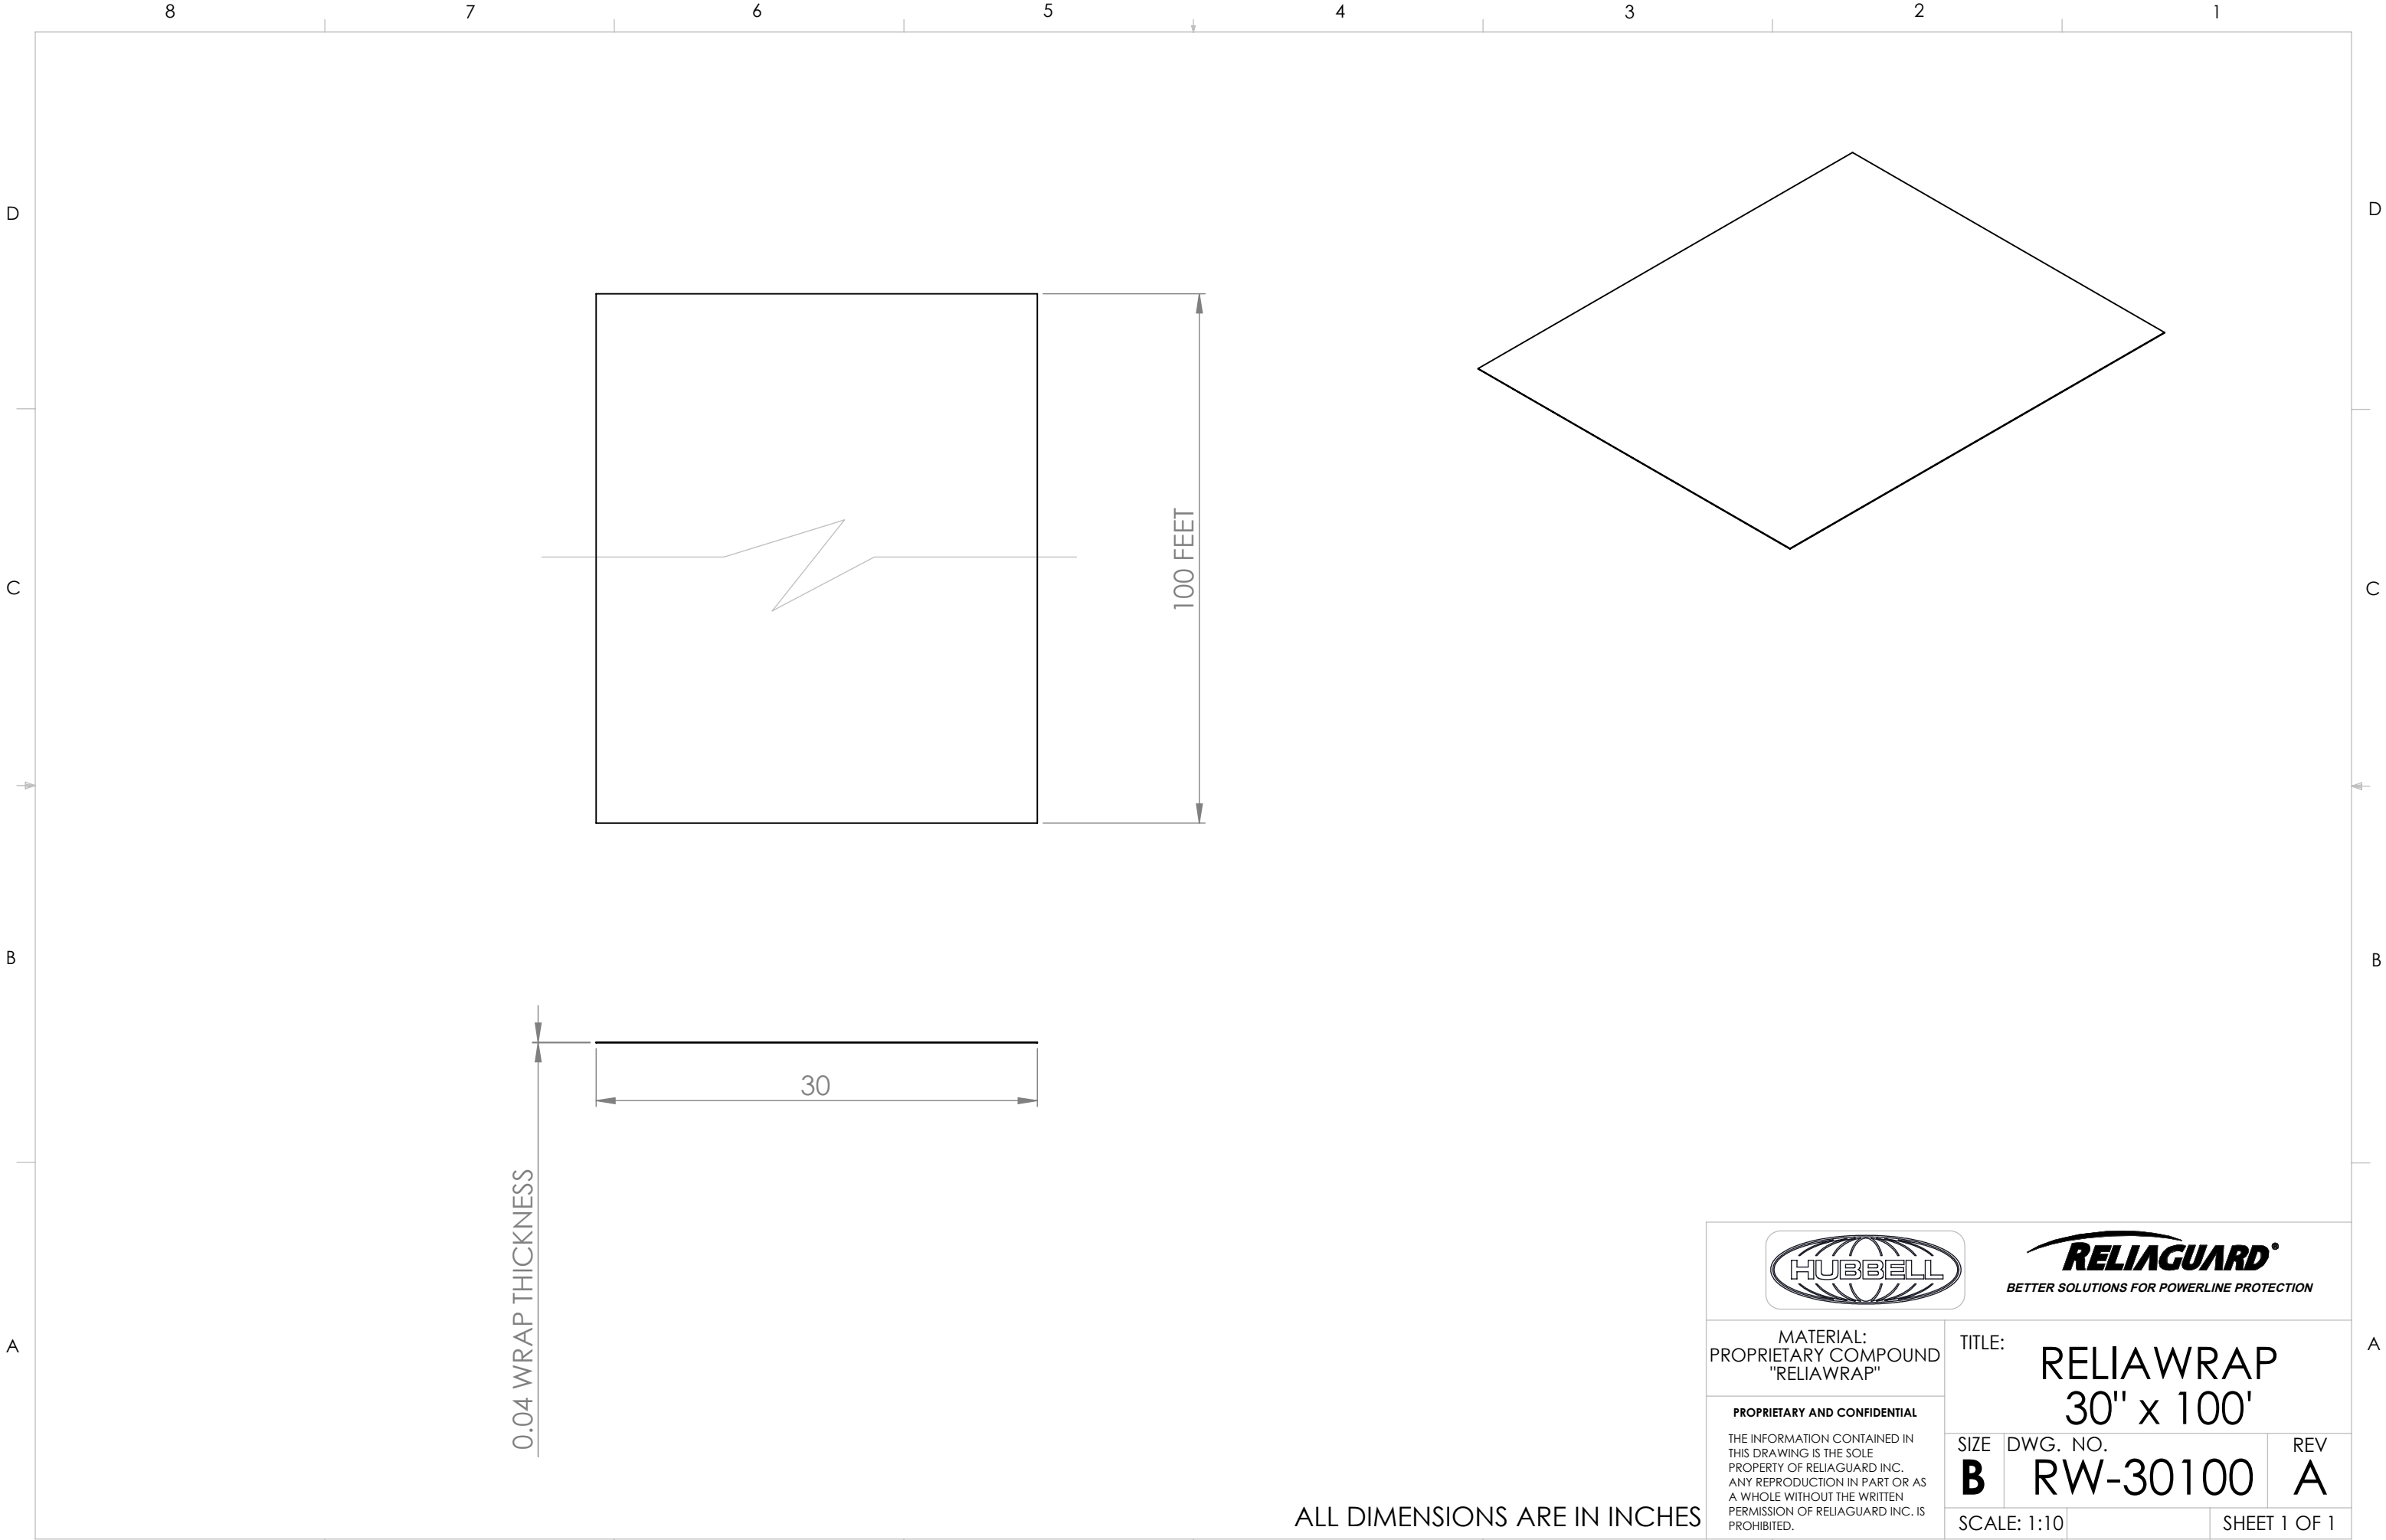 8 7 6 5 4 3 2 1
D D
C C
B B
A A
100 FEET
30
0.04 WRAP THICKNESS
ALL DIMENSIONS ARE IN INCHES
HUBBELL
RELIAGUARD®
BETTER SOLUTIONS FOR POWERLINE PROTECTION
MATERIAL:
PROPRIETARY COMPOUND
"RELIAWRAP"
PROPRIETARY AND CONFIDENTIAL
THE INFORMATION CONTAINED IN
THIS DRAWING IS THE SOLE
PROPERTY OF RELIAGUARD INC.
ANY REPRODUCTION IN PART OR AS
A WHOLE WITHOUT THE WRITTEN
PERMISSION OF RELIAGUARD INC. IS
PROHIBITED.
TITLE:
RELIAWRAP
30" x 100'
SIZE
B
DWG. NO.
RW-30100
REV
A
SCALE: 1:10
SHEET 1 OF 1